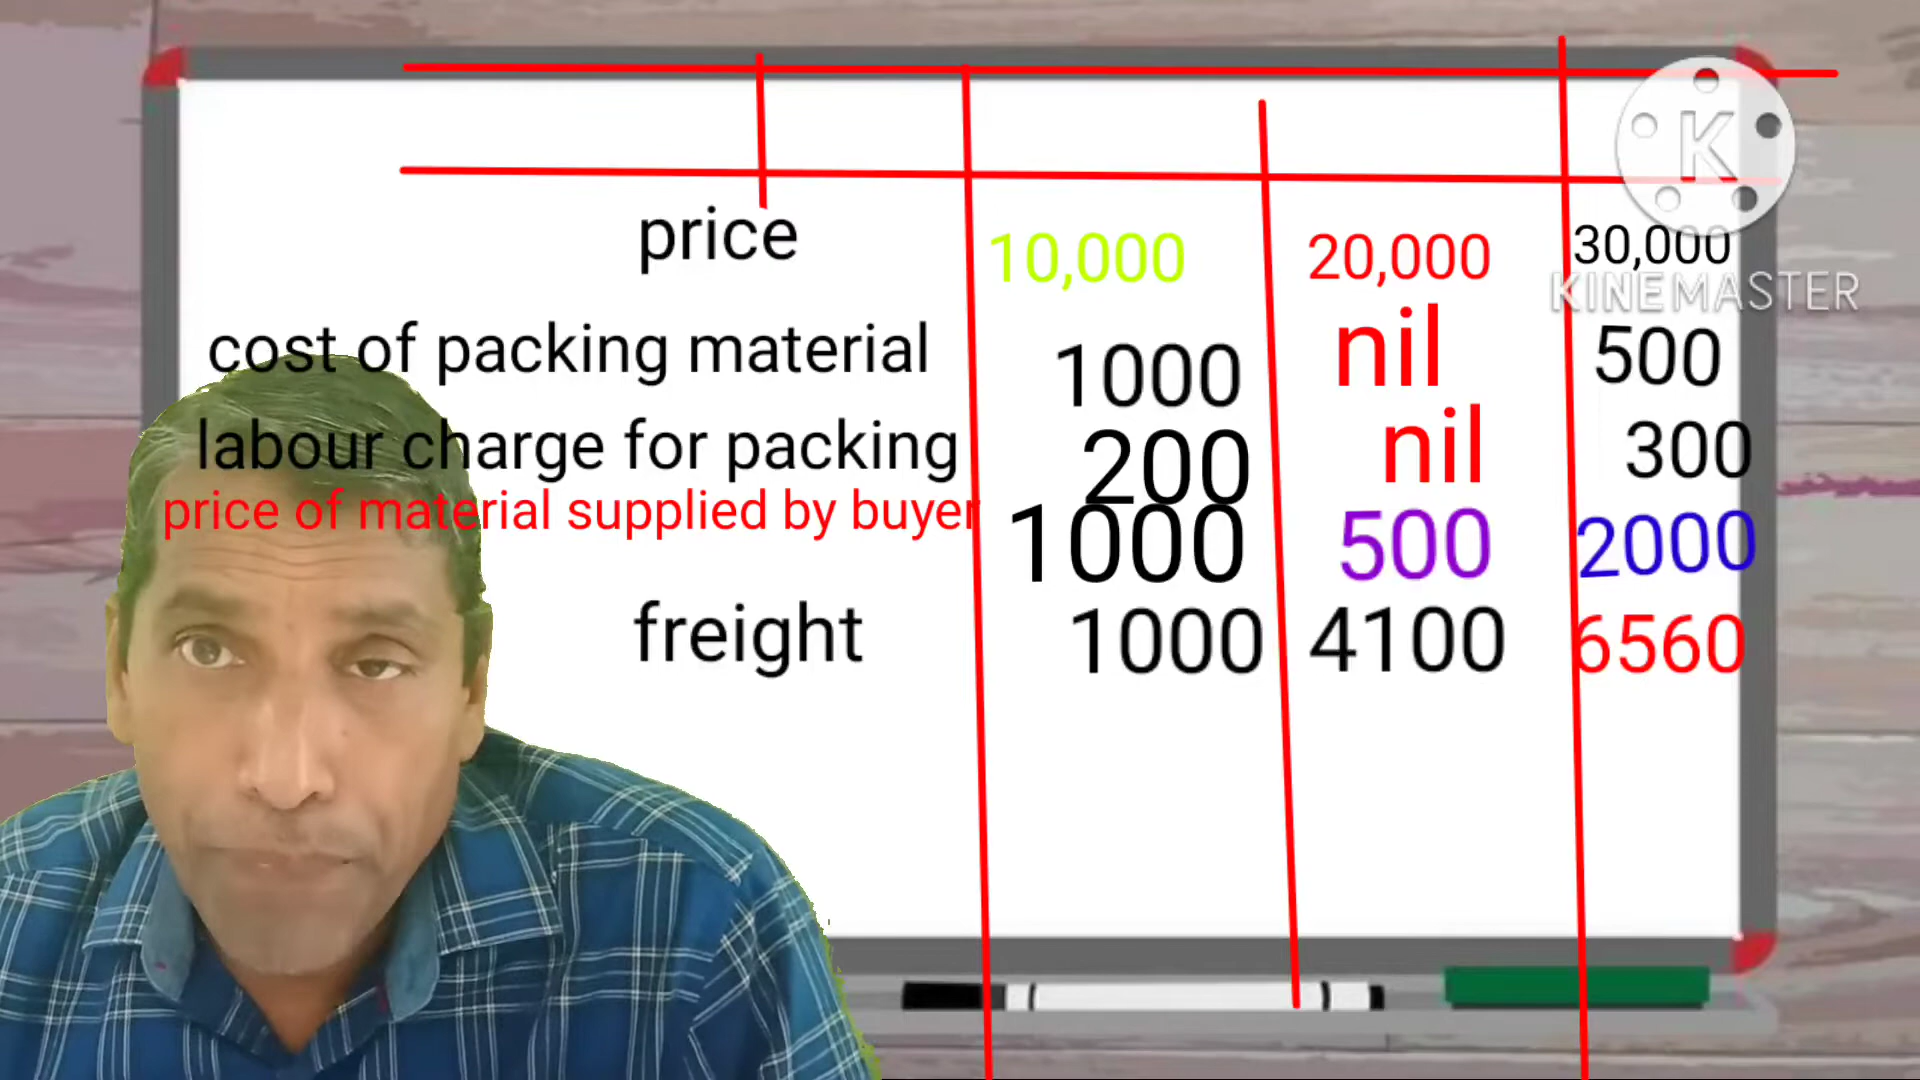 price 10,000 20,000 30,000
cost of packing material 1000 nil 500
labour charge for packing 200 nil 300
price of material supplied by buyer 1000 500 2000
freight 1000 4100 6560
K
KINEMASTER